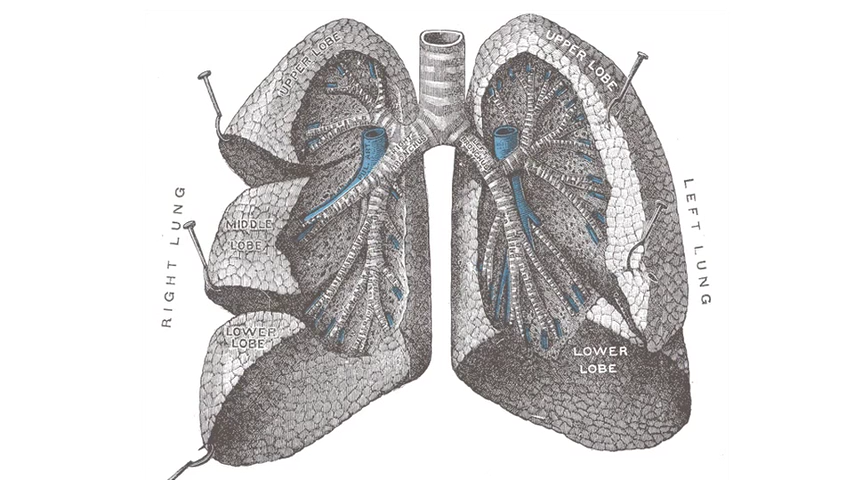 UPPER LOBE
UPPER LOBE
RIGHT LUNG
MIDDLE
LOBE
LEFT LUNG
LOWER
LOBE
LOWER
LOBE